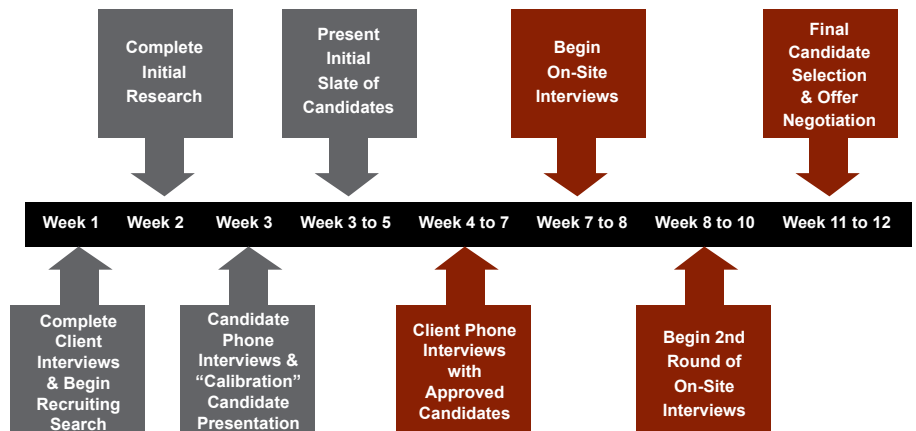 Complete
Initial
Research
Present
Initial
Slate of
Candidates
Begin
On-Site
Interviews
Final
Candidate
Selection
& Offer
Negotiation
Week 1 Week 2 Week 3 Week 3 to 5 Week 4 to 7 Week 7 to 8 Week 8 to 10 Week 11 to 12
Complete
Client
Interviews
& Begin
Recruiting
Search
Candidate
Phone
Interviews &
“Calibration”
Candidate
Presentation
Client Phone
Interviews
with
Approved
Candidates
Begin 2nd
Round of
On-Site
Interviews